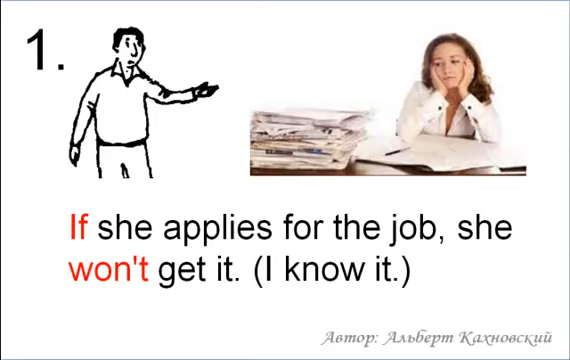 1.
If she applies for the job, she
won't get it. (I know it.)
Автор: Альберт Кахновский